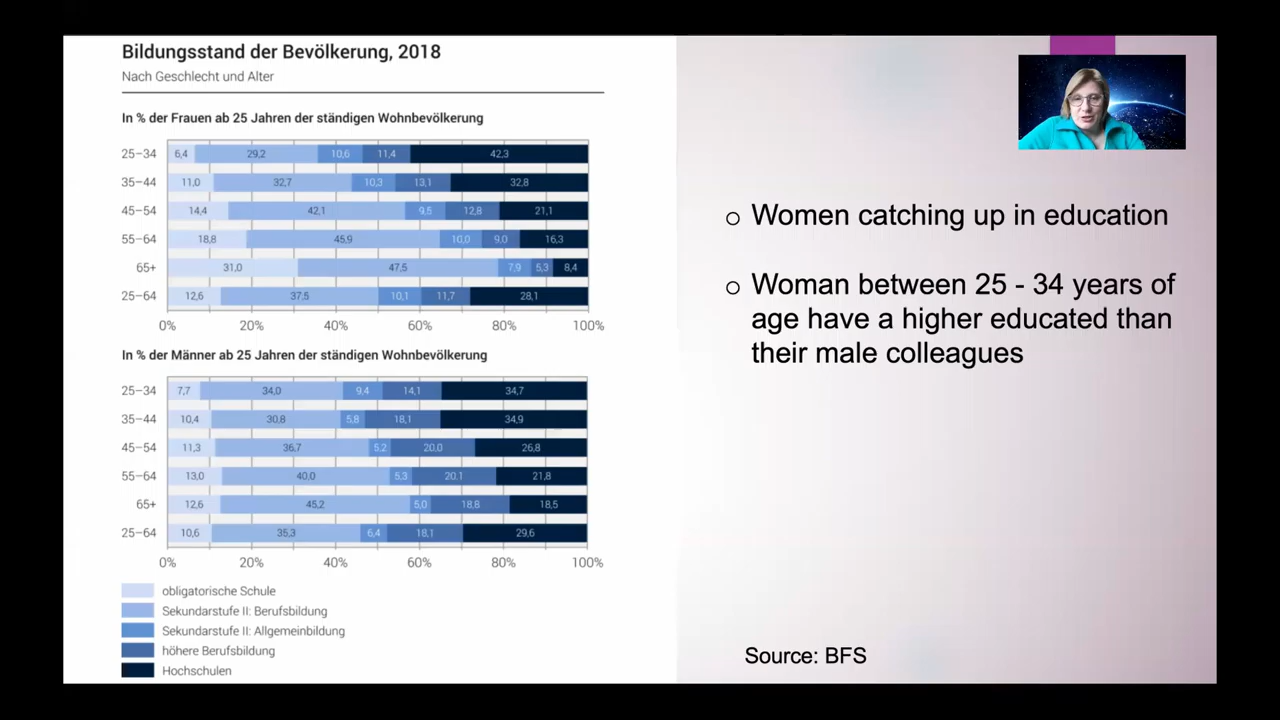 Bildungsstand der Bevölkerung, 2018
Nach Geschlecht und Alter
In % der Frauen ab 25 Jahren der ständigen Wohnbevölkerung
25–34 6,4 29,2 10,6 11,4 42,3
35–44 11,0 32,7 10,3 13,1 32,8
45–54 14,4 42,1 9,5 12,8 21,1
55–64 18,8 45,9 10,0 9,0 16,3
65+ 31,0 47,5 7,9 5,3 8,4
25–64 12,6 37,5 10,1 11,7 28,1
0% 20% 40% 60% 80% 100%
In % der Männer ab 25 Jahren der ständigen Wohnbevölkerung
25–34 7,7 34,0 9,4 14,1 34,7
35–44 10,4 30,8 5,8 18,1 34,9
45–54 11,3 36,7 5,2 20,0 26,8
55–64 13,0 40,0 5,3 20,1 21,8
65+ 12,6 45,2 5,0 18,8 18,5
25–64 10,6 35,3 6,4 18,1 29,6
0% 20% 40% 60% 80% 100%
obligatorische Schule
Sekundarstufe II: Berufsbildung
Sekundarstufe II: Allgemeinbildung
höhere Berufsbildung
Hochschulen
○ Women catching up in education
○ Woman between 25 - 34 years of
age have a higher educated than
their male colleagues
Source: BFS